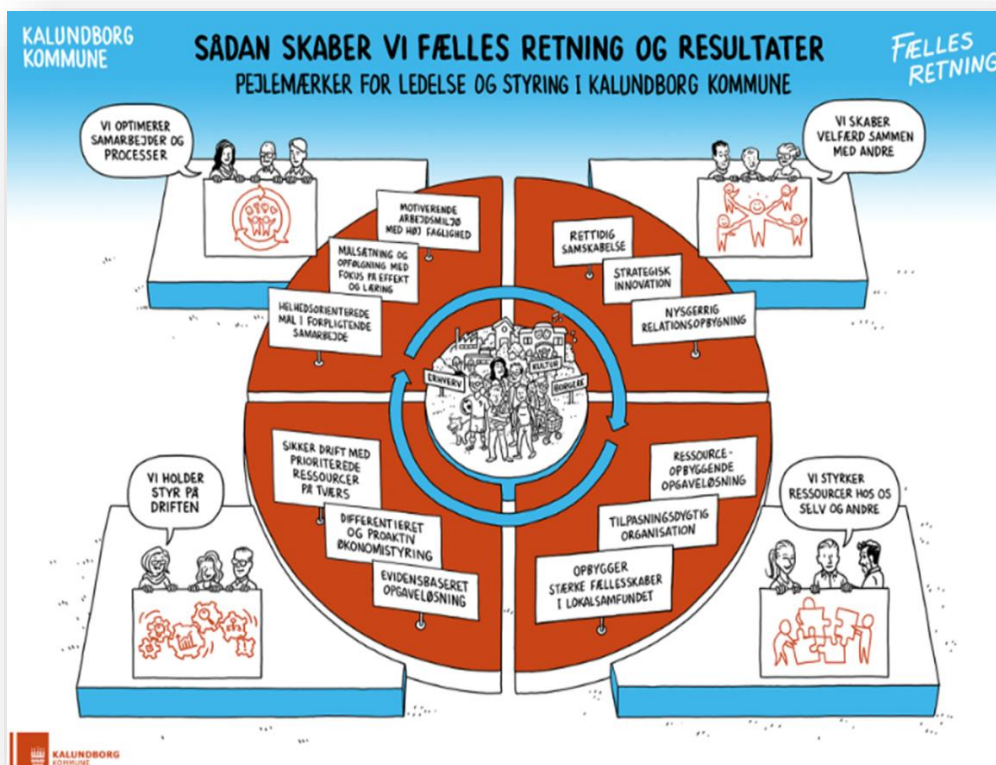 KALUNDBORG
KOMMUNE
SÅDAN SKABER VI FÆLLES RETNING OG RESULTATER
PEJLEMÆRKER FOR LEDELSE OG STYRING I KALUNDBORG KOMMUNE
FÆLLES
RETNING
VI OPTIMERER
SAMARBEJDER OG
PROCESSER
VI SKABER
VELFÆRD SAMMEN
MED ANDRE
MOTIVERENDE
ARBEJDSMILJØ
MED HØJ FAGLIGHED
MÅLSÆTNING OG
OPFØLGNING MED
FOKUS PÅ EFFEKT
OG LÆRING
HELHEDSORIENTEREDE
MÅL I FORPLIGTENDE
SAMARBEJDE
RETTIDIG
SAMSKABELSE
STRATEGISK
INNOVATION
NYSGERRIG
RELATIONSOPBYGNING
ERHVERV
KULTUR
BORGERE
SIKKER DRIFT MED
PRIORITEREDE
RESSOURCER
PÅ TVÆRS
DIFFERENTIERET
OG PROAKTIV
ØKONOMISTYRING
EVIDENSBASERET
OPGAVELØSNING
RESSOURCE-
OPBYGGENDE
OPGAVELØSNING
TILPASNINGSDYGTIG
ORGANISATION
OPBYGGER
STÆRKE FÆLLESSKABER
I LOKALSAMFUNDET
VI HOLDER
STYR PÅ
DRIFTEN
VI STYRKER
RESSOURCER HOS OS
SELV OG ANDRE
KALUNDBORG
KOMMUNE